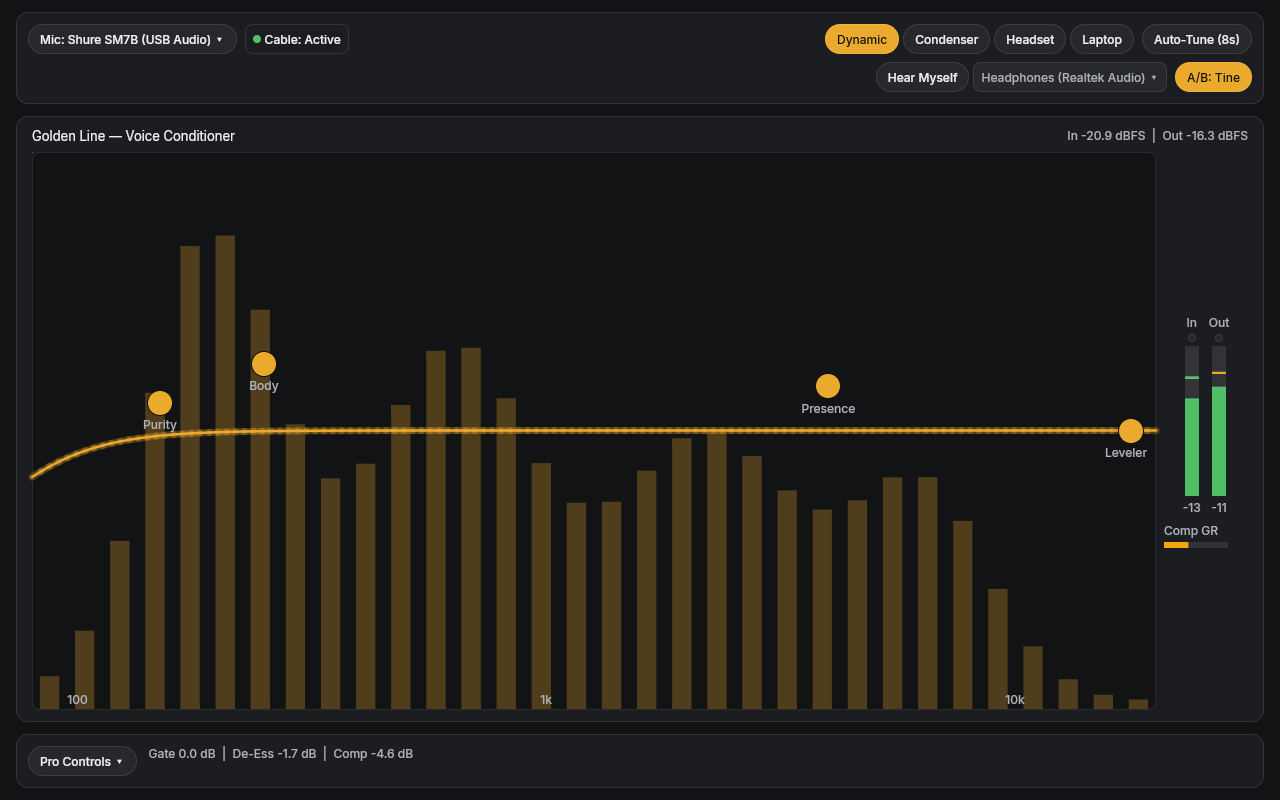 Mic: Shure SM7B (USB Audio) ▾
Cable: Active
Dynamic
Condenser
Headset
Laptop
Auto-Tune (8s)
Hear Myself
Headphones (Realtek Audio) ▾
A/B: Tine
Golden Line — Voice Conditioner
In -20.9 dBFS | Out -16.3 dBFS
Purity
Body
Presence
Leveler
100
1k
10k
In
Out
-13
-11
Comp GR
Pro Controls ▾
Gate 0.0 dB | De-Ess -1.7 dB | Comp -4.6 dB